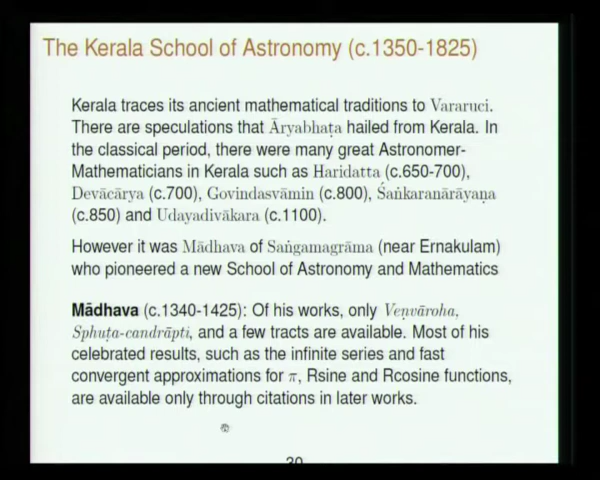 The Kerala School of Astronomy (c.1350-1825)
Kerala traces its ancient mathematical traditions to Vararuci.
There are speculations that Āryabhaṭa hailed from Kerala. In
the classical period, there were many great Astronomer-
Mathematicians in Kerala such as Haridatta (c.650-700),
Devācārya (c.700), Govindasvāmin (c.800), Śaṅkaranārāyaṇa
(c.850) and Udayadivākara (c.1100).
However it was Mādhava of Saṅgamagrāma (near Ernakulam)
who pioneered a new School of Astronomy and Mathematics
Mādhava (c.1340-1425): Of his works, only Veṇvāroha,
Sphuṭa-candrāpti, and a few tracts are available. Most of his
celebrated results, such as the infinite series and fast
convergent approximations for π, Rsine and Rcosine functions,
are available only through citations in later works.